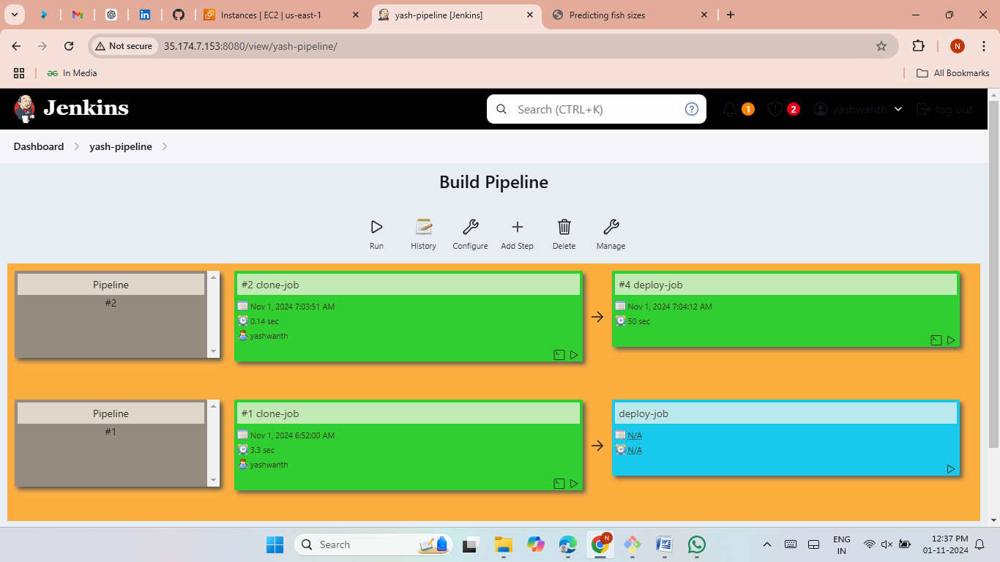 Instances | EC2 | us-east-1
yash-pipeline [Jenkins]
Predicting fish sizes
Not secure
35.174.7.153:8080/view/yash-pipeline/
N
In Media
All Bookmarks
Jenkins
Search (CTRL+K)
?
1
2
yashwanth
log out
Dashboard
yash-pipeline
Build Pipeline
Run
History
Configure
Add Step
Delete
Manage
Pipeline
#2
#2 clone-job
Nov 1, 2024 7:03:51 AM
0.14 sec
yashwanth
#4 deploy-job
Nov 1, 2024 7:04:12 AM
50 sec
Pipeline
#1
#1 clone-job
Nov 1, 2024 6:52:00 AM
3.3 sec
yashwanth
deploy-job
N/A
N/A
Search
N
ENG
IN
12:37 PM
01-11-2024